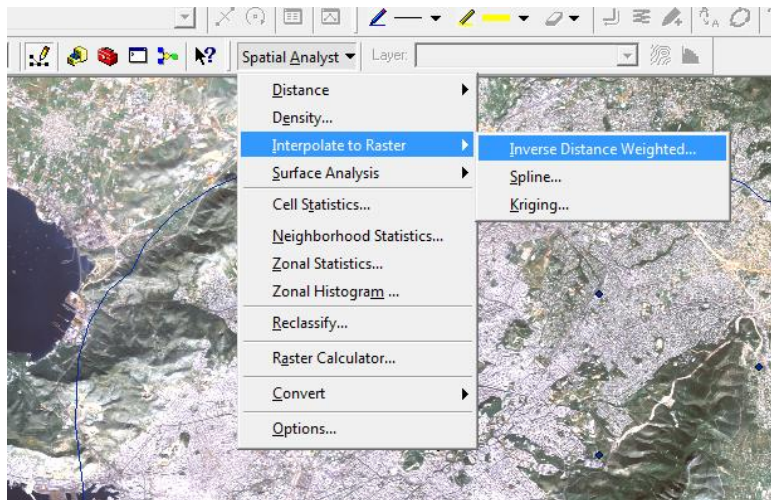 Spatial Analyst
Layer:
Distance
Density...
Interpolate to Raster
Surface Analysis
Cell Statistics...
Neighborhood Statistics...
Zonal Statistics...
Zonal Histogram ...
Reclassify...
Raster Calculator...
Convert
Options...
Inverse Distance Weighted...
Spline...
Kriging...